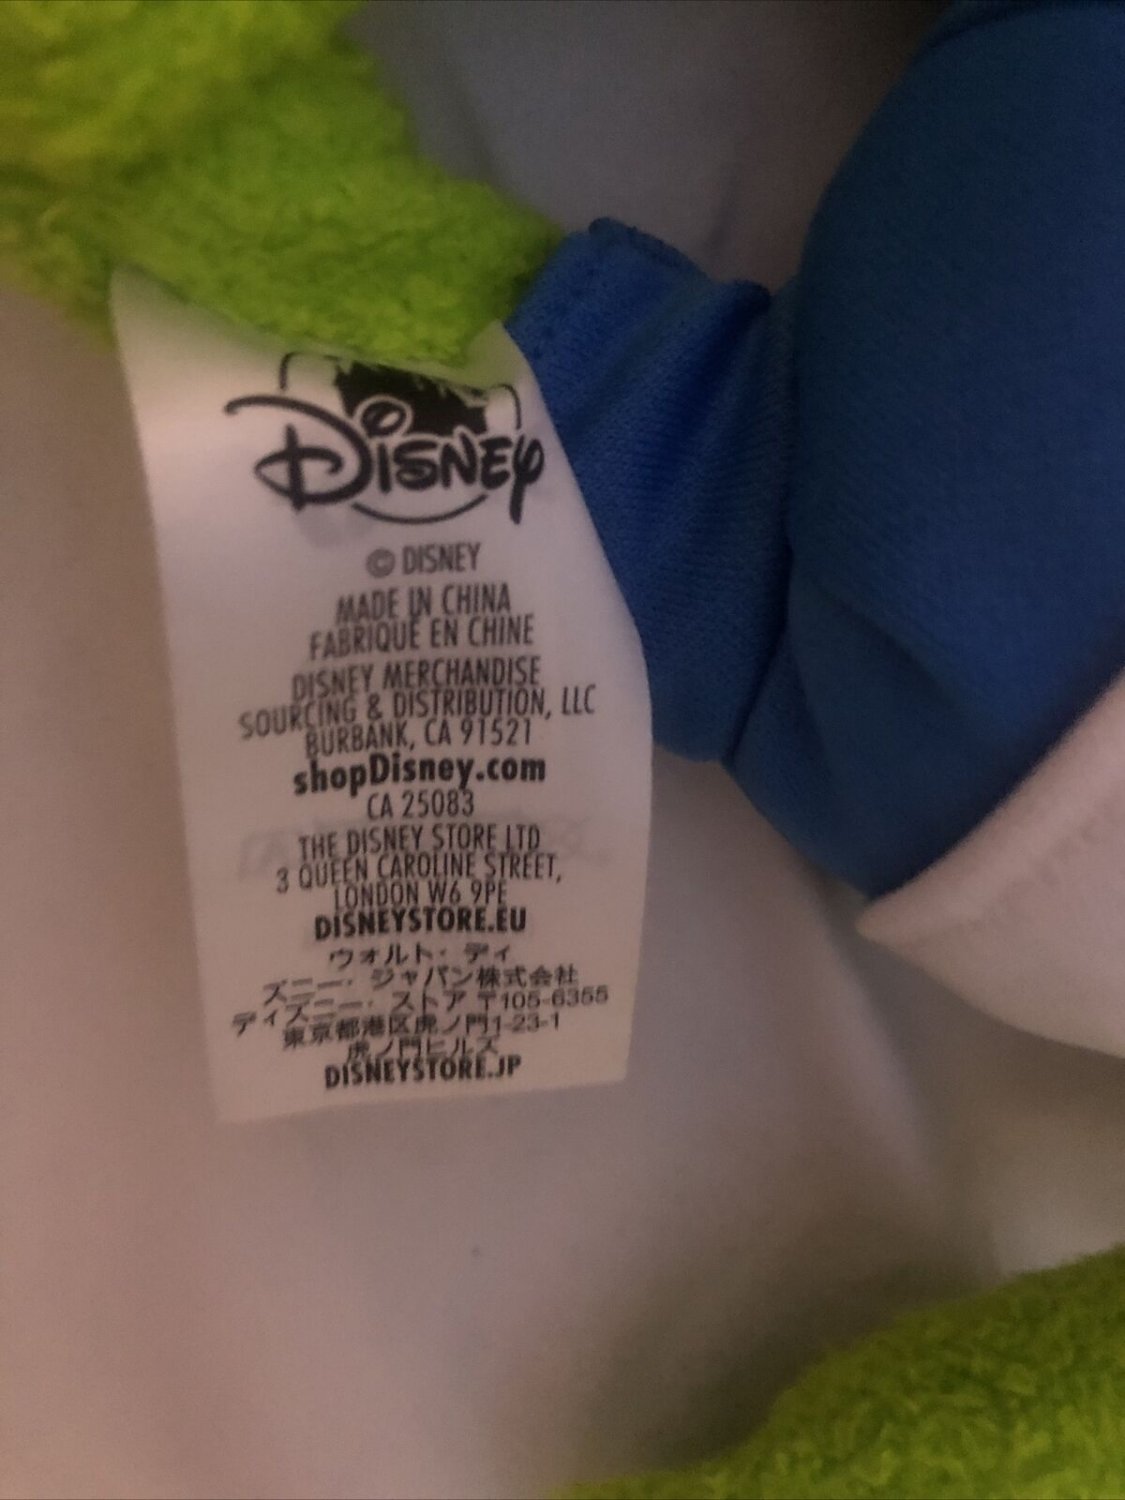 DISNEY
© DISNEY
MADE IN CHINA
FABRIQUÉ EN CHINE
DISNEY MERCHANDISE
SOURCING & DISTRIBUTION, LLC
BURBANK, CA 91521
shopDisney.com
CA 25083
THE DISNEY STORE LTD
3 QUEEN CAROLINE STREET,
LONDON W6 9PE
DISNEYSTORE.EU
ウォルト・ディ
ズニー・ジャパン株式会社
ディズニー・ストア 〒105-6355
東京都港区虎ノ門1-23-1
虎ノ門ヒルズ
DISNEYSTORE.JP